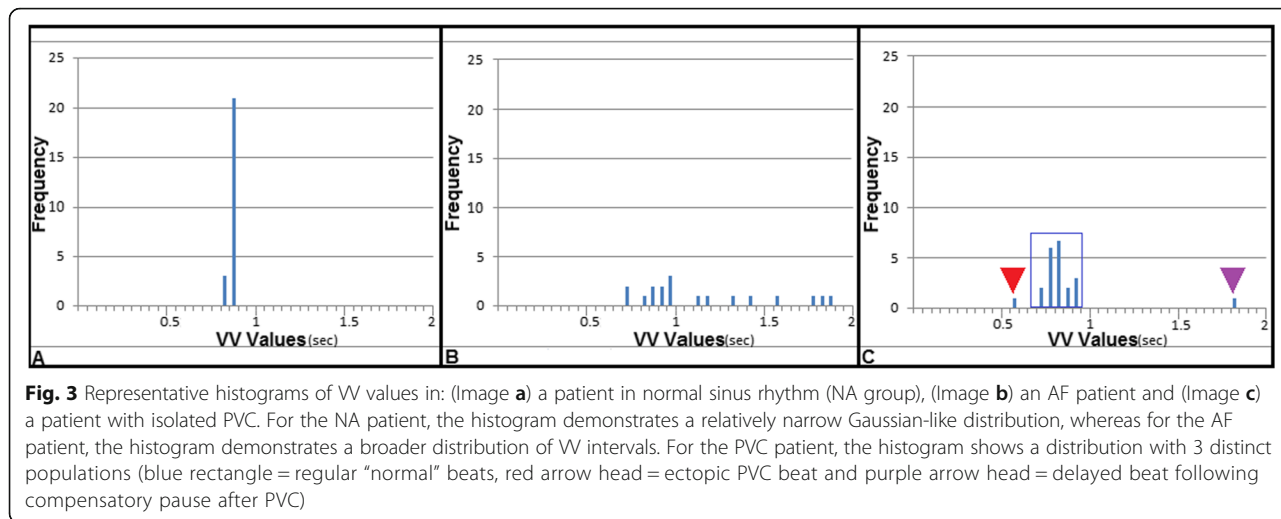 25
20
15
10
5
0
Frequency
0.5
1
1.5
2
VV Values(sec)
A
25
20
15
10
5
0
Frequency
0.5
1
1.5
2
VV Values(sec)
B
25
20
15
10
5
0
Frequency
0.5
1
1.5
2
VV Values(sec)
C
Fig. 3 Representative histograms of VV values in: (Image a) a patient in normal sinus rhythm (NA group), (Image b) an AF patient and (Image c)
a patient with isolated PVC. For the NA patient, the histogram demonstrates a relatively narrow Gaussian-like distribution, whereas for the AF
patient, the histogram demonstrates a broader distribution of VV intervals. For the PVC patient, the histogram shows a distribution with 3 distinct
populations (blue rectangle = regular “normal” beats, red arrow head = ectopic PVC beat and purple arrow head = delayed beat following
compensatory pause after PVC)